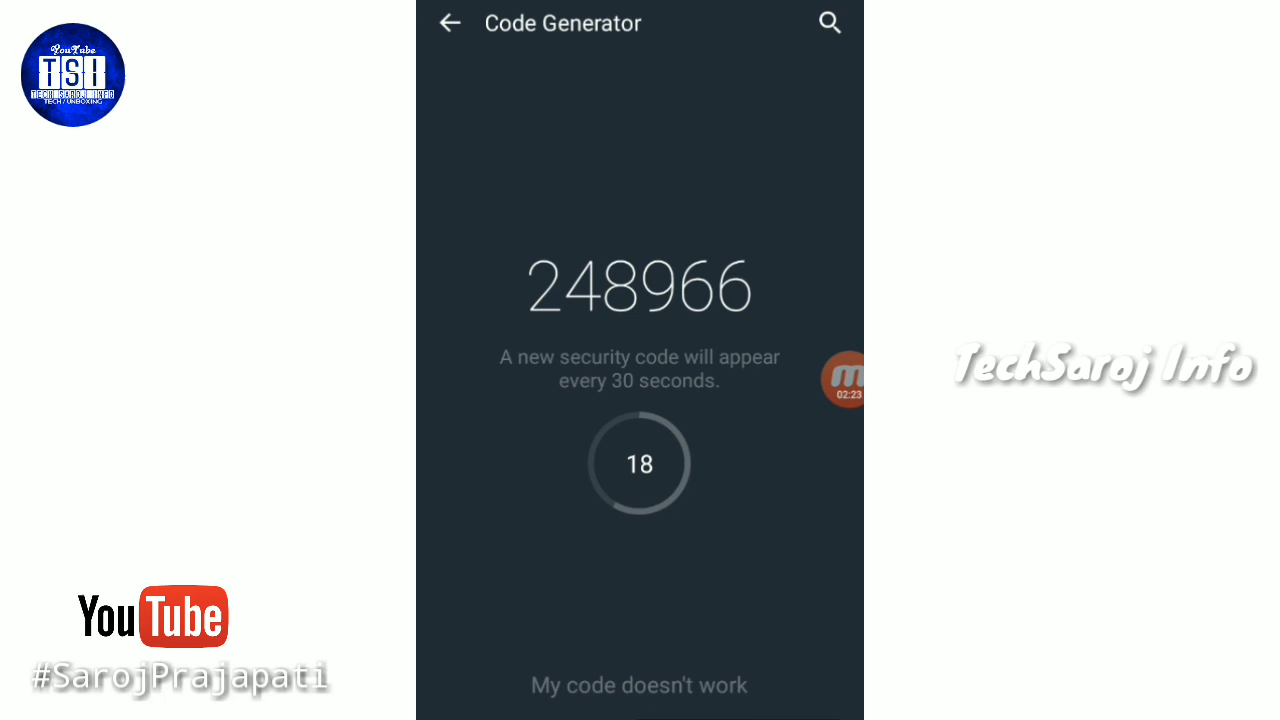 YouTube
TSI
TECH SAROJ INFO
TECH / UNBOXING
Code Generator
248966
A new security code will appear
every 30 seconds.
02:23
18
TechSaroj Info
YouTube
#SarojPrajapati
My code doesn't work